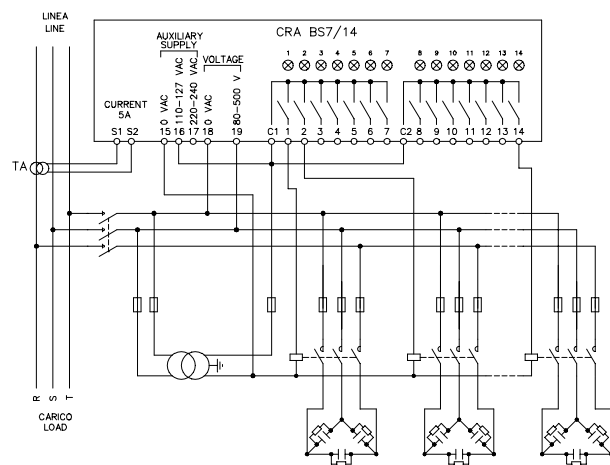 LINEA
LINE
CRA BS7/14
AUXILIARY
SUPPLY
VOLTAGE
1 2 3 4 5 6 7
8 9 10 11 12 13 14
0 VAC
110-127 VAC
220-240 VAC
0 VAC
80-500 V
CURRENT
5A
S1 S2 15 16 17 18 19 C1 1 2 3 4 5 6 7 C2 8 9 10 11 12 13 14
TA
R S T
CARICO
LOAD